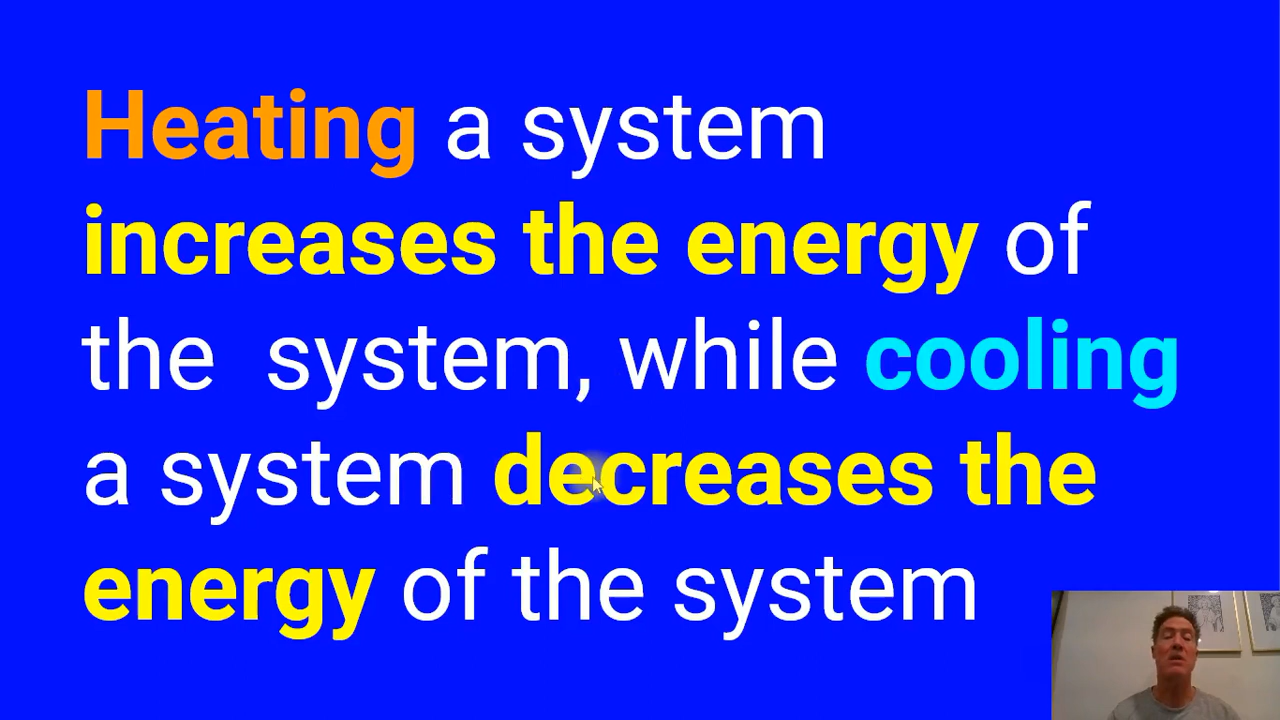 Heating a system
increases the energy of
the  system, while cooling
a system decreases the
energy of the system